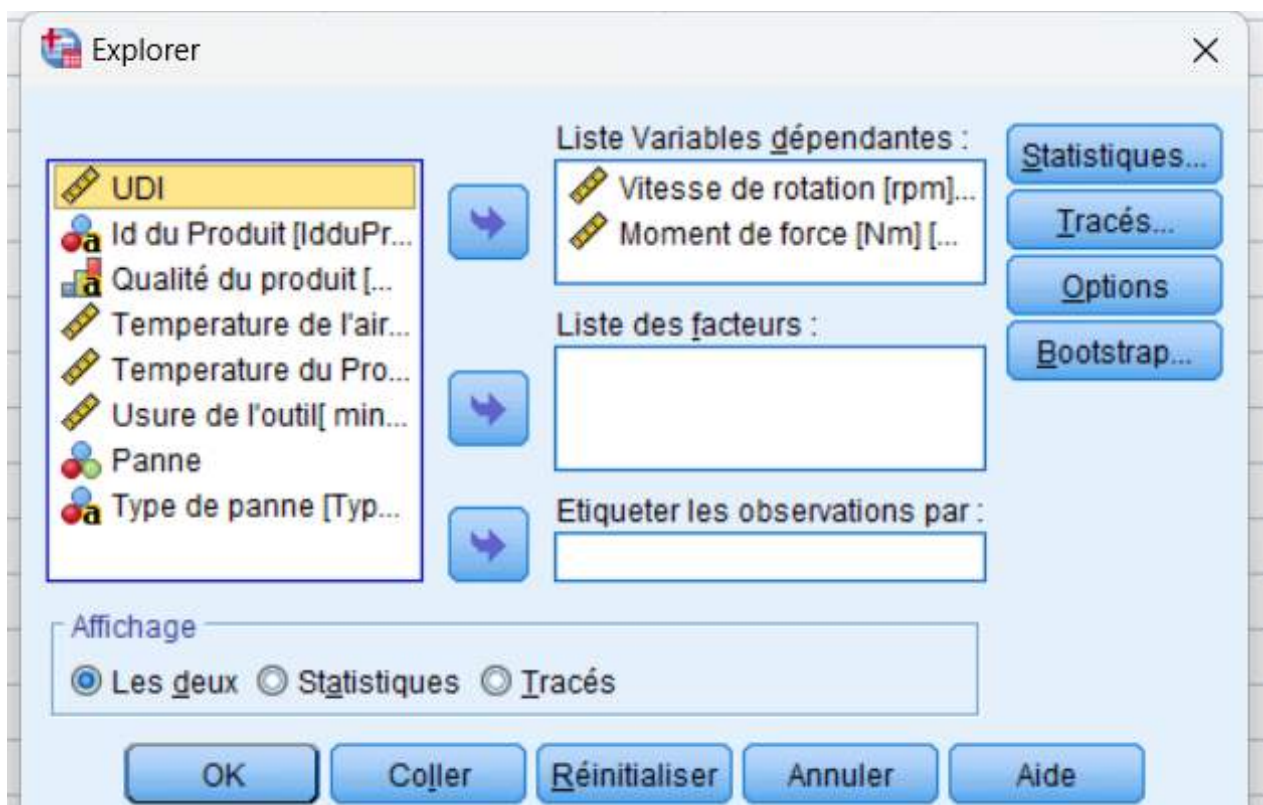 Explorer
UDI
Id du Produit [IdduPr...
Qualité du produit [...
Temperature de l'air...
Temperature du Pro...
Usure de l'outil[ min...
Panne
Type de panne [Typ...
Liste Variables dépendantes :
Vitesse de rotation [rpm]...
Moment de force [Nm] [...
Liste des facteurs :
Etiqueter les observations par :
Statistiques...
Tracés...
Options
Bootstrap...
Affichage
Les deux Statistiques Tracés
OK Coller Réinitialiser Annuler Aide